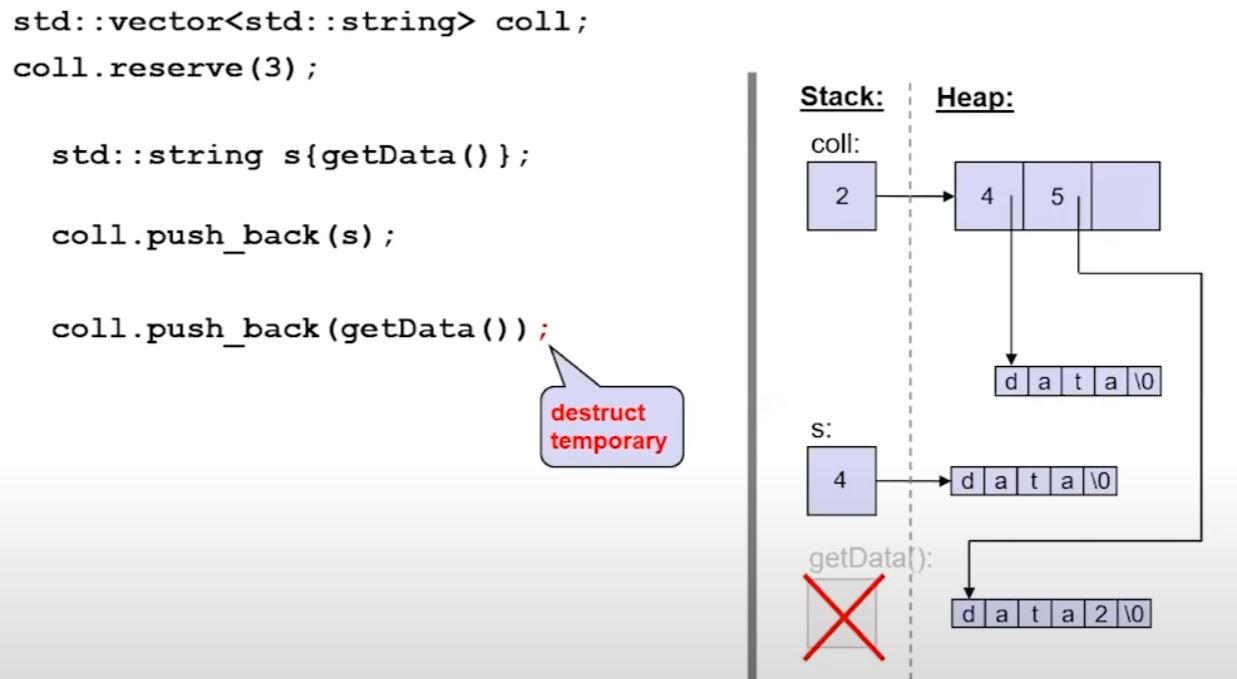 std::vector<std::string> coll;
coll.reserve(3);
std::string s{getData()};
coll.push_back(s);
coll.push_back(getData());
destruct
temporary
Stack:
Heap:
coll:
2
4
5
d a t a \0
s:
4
d a t a \0
getData():
d a t a 2 \0